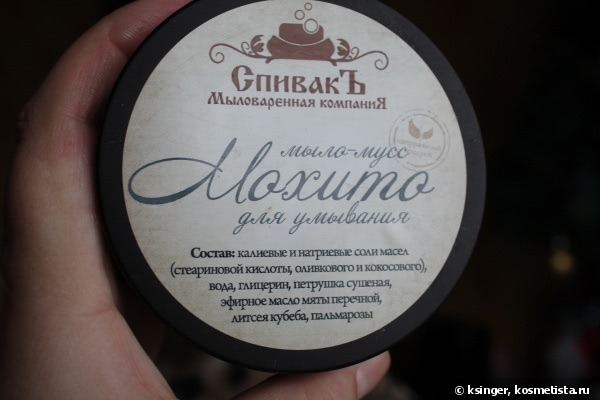 СпивакЪ
Мыловаренная компаниЯ
мыло-мусс
Мохито
для умывания
Состав: калиевые и натриевые соли масел
(стеариновой кислоты, оливкового и кокосового),
вода, глицерин, петрушка сушеная,
эфирное масло мяты перечной,
литсея кубеба, пальмарозы
© ksinger, kosmetista.ru